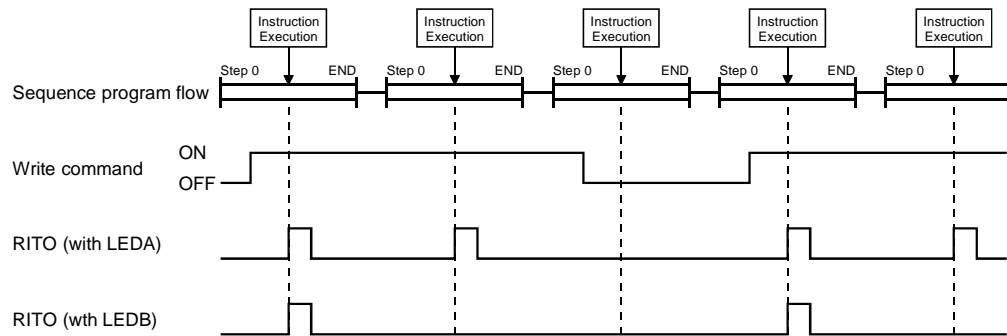 Instruction
Execution
Instruction
Execution
Instruction
Execution
Instruction
Execution
Instruction
Execution
Step 0 END Step 0 END Step 0 END Step 0 END Step 0
Sequence program flow
ON
Write command
OFF
RITO (with LEDA)
RITO (wth LEDB)